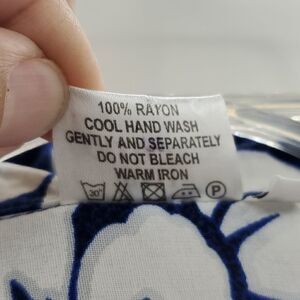 100% RAYON
COOL HAND WASH
GENTLY AND SEPARATELY
DO NOT BLEACH
WARM IRON
30° P